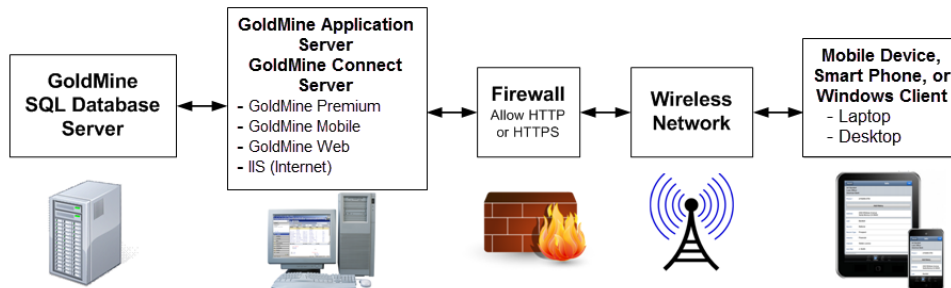 GoldMine
SQL Database
Server
GoldMine Application
Server
GoldMine Connect
Server
- GoldMine Premium
- GoldMine Mobile
- GoldMine Web
- IIS (Internet)
Firewall
Allow HTTP
or HTTPS
Wireless
Network
Mobile Device,
Smart Phone, or
Windows Client
- Laptop
- Desktop